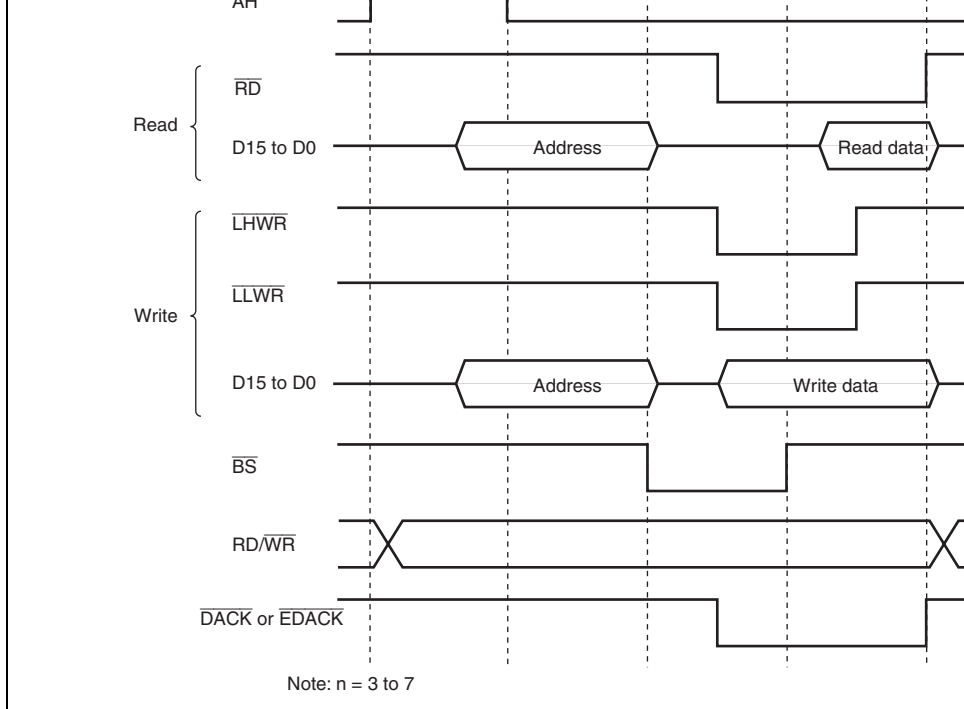 AH
RD
Read
D15 to D0
Address
Read data
LHWR
LLWR
Write
D15 to D0
Address
Write data
BS
RD/WR
DACK or EDACK
Note: n = 3 to 7